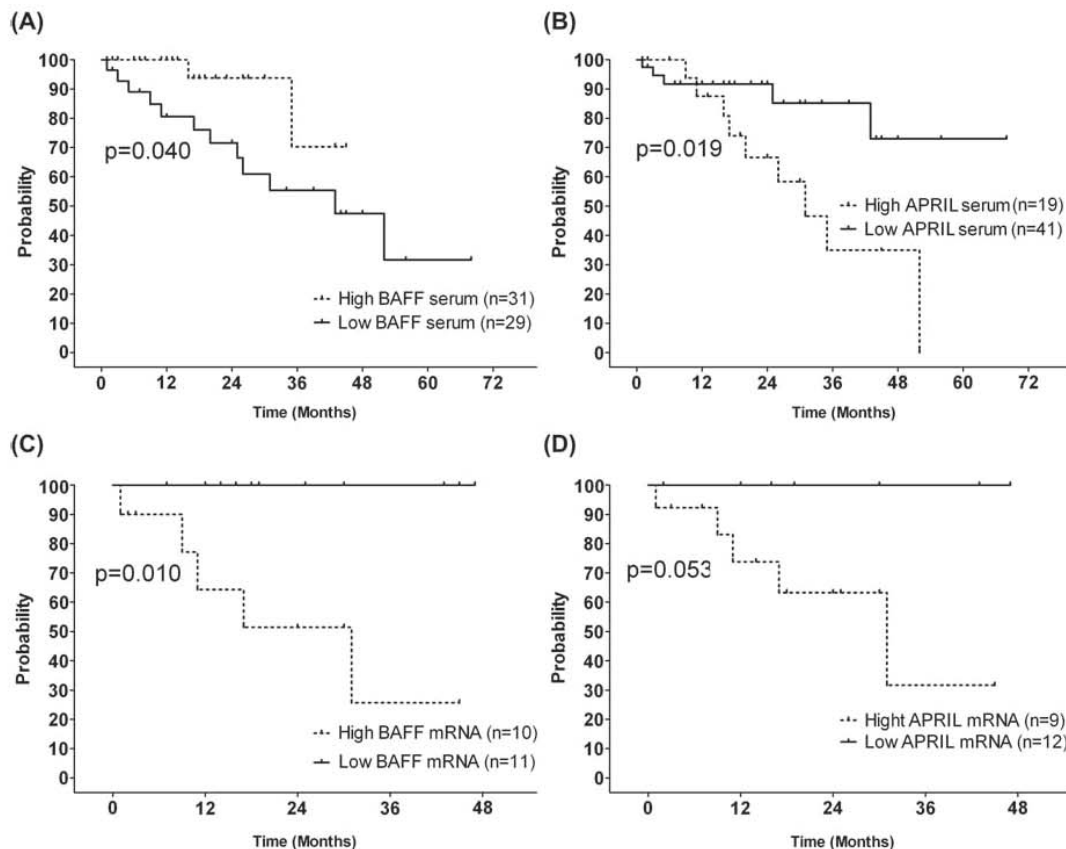 (A)
100
90
80
70
60
50
40
30
20
10
0
Probability
p=0.040
High BAFF serum (n=31)
Low BAFF serum (n=29)
0 12 24 36 48 60 72
Time (Months)
(B)
100
90
80
70
60
50
40
30
20
10
0
Probability
p=0.019
High APRIL serum (n=19)
Low APRIL serum (n=41)
0 12 24 36 48 60 72
Time (Months)
(C)
100
90
80
70
60
50
40
30
20
10
0
Probability
p=0.010
High BAFF mRNA (n=10)
Low BAFF mRNA (n=11)
0 12 24 36 48
Time (Months)
(D)
100
90
80
70
60
50
40
30
20
10
0
Probability
p=0.053
Hight APRIL mRNA (n=9)
Low APRIL mRNA (n=12)
0 12 24 36 48
Time (Months)